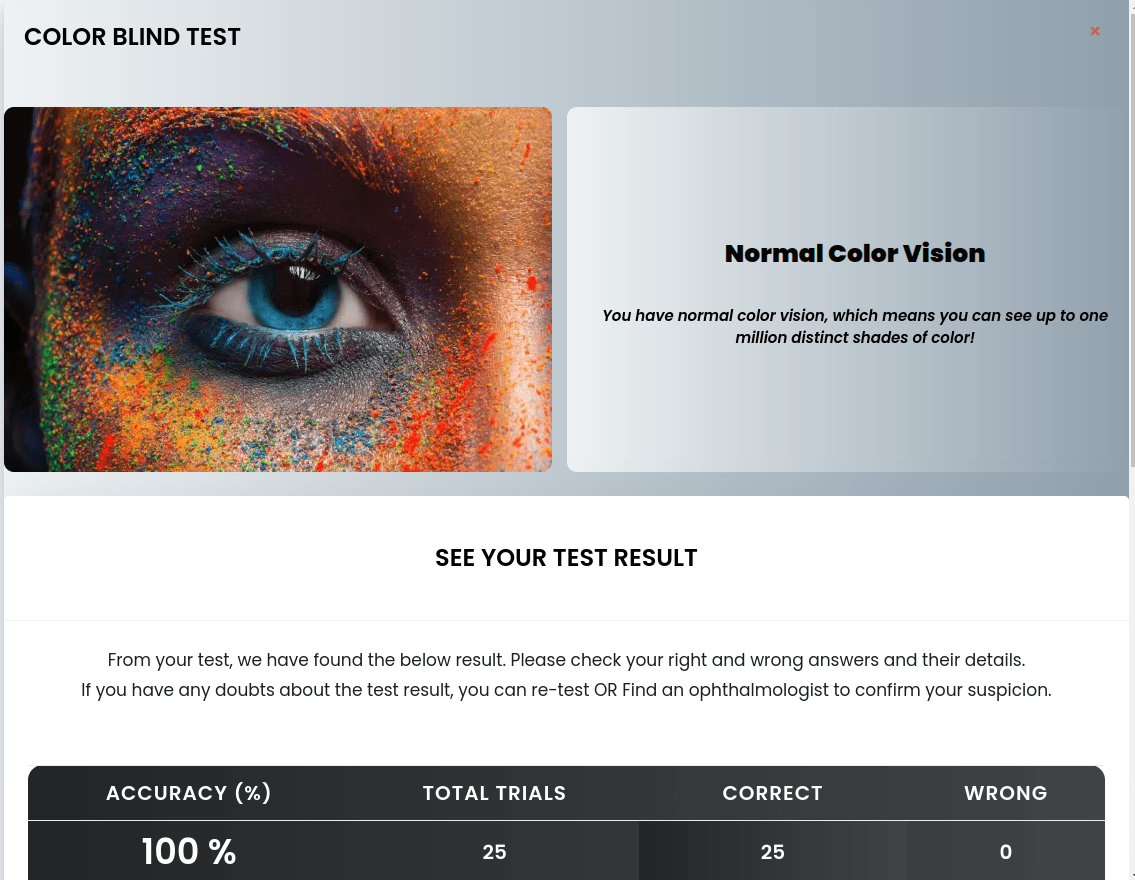 COLOR BLIND TEST
×
Normal Color Vision
You have normal color vision, which means you can see up to one
million distinct shades of color!
SEE YOUR TEST RESULT
From your test, we have found the below result. Please check your right and wrong answers and their details.
If you have any doubts about the test result, you can re-test OR Find an ophthalmologist to confirm your suspicion.
ACCURACY (%) TOTAL TRIALS CORRECT WRONG
100 % 25 25 0